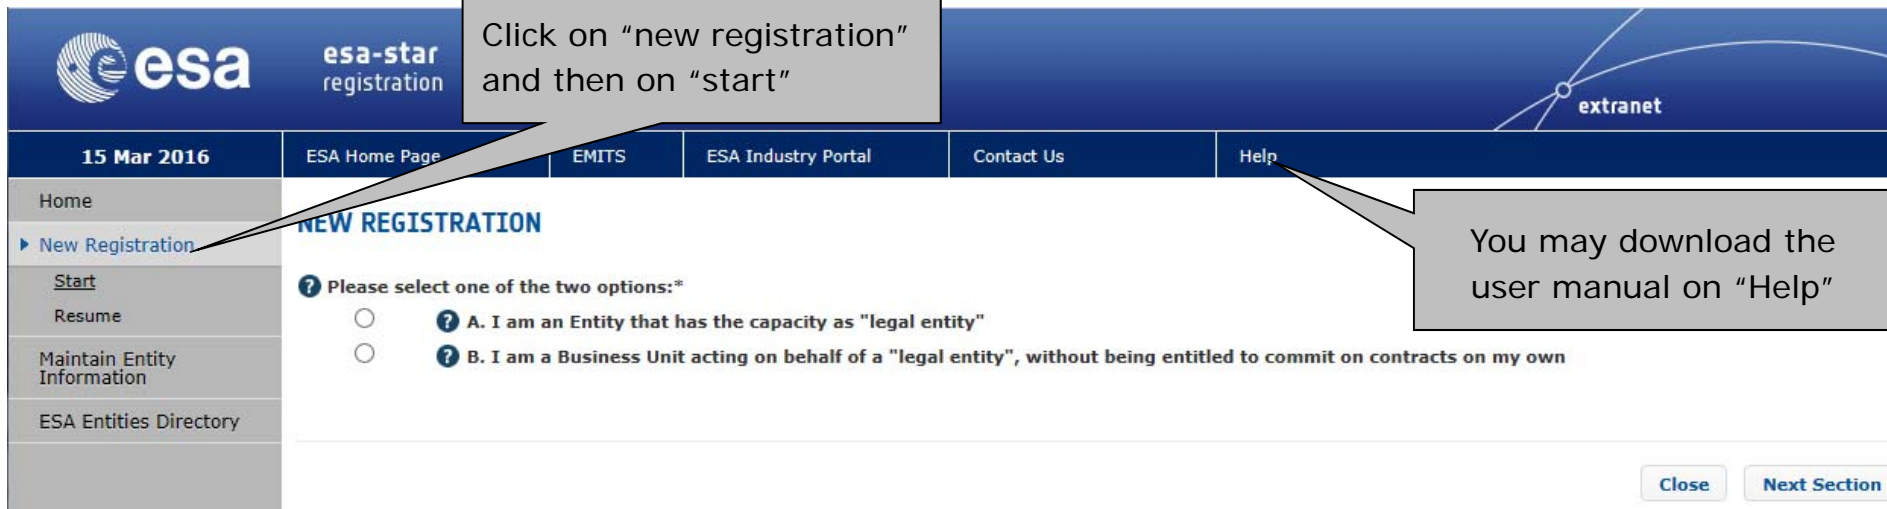 esa
esa-star
registration
Click on “new registration”
and then on “start”
extranet
15 Mar 2016
ESA Home Page
EMITS
ESA Industry Portal
Contact Us
Help
Home
New Registration
Start
Resume
Maintain Entity
Information
ESA Entities Directory
NEW REGISTRATION
? Please select one of the two options:*
? A. I am an Entity that has the capacity as "legal entity"
? B. I am a Business Unit acting on behalf of a "legal entity", without being entitled to commit on contracts on my own
You may download the
user manual on “Help”
Close
Next Section